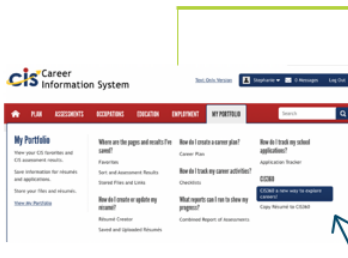 cis Career
Information System
Text Only Version
Stephanie
0 Messages
Log Out
PLAN
ASSESSMENTS
OCCUPATIONS
EDUCATION
EMPLOYMENT
MY PORTFOLIO
Search
My Portfolio
View your CIS favorites and
CIS assessment results.
Save information for résumés
and applications.
Store your files and résumés.
View My Portfolio
Where are the pages and results I've
saved?
Favorites
Sort and Assessment Results
Stored Files and Links
How do I create or update my
résumé?
Résumé Creator
Saved and Uploaded Résumés
How do I create a career plan?
Career Plan
How do I track my career activities?
Checklists
What reports can I run to show my
progress?
Combined Report of Assessments
How do I track my school
applications?
Application Tracker
CIS360
CIS360 a new way to explore
careers!
Copy Résumé to CIS360